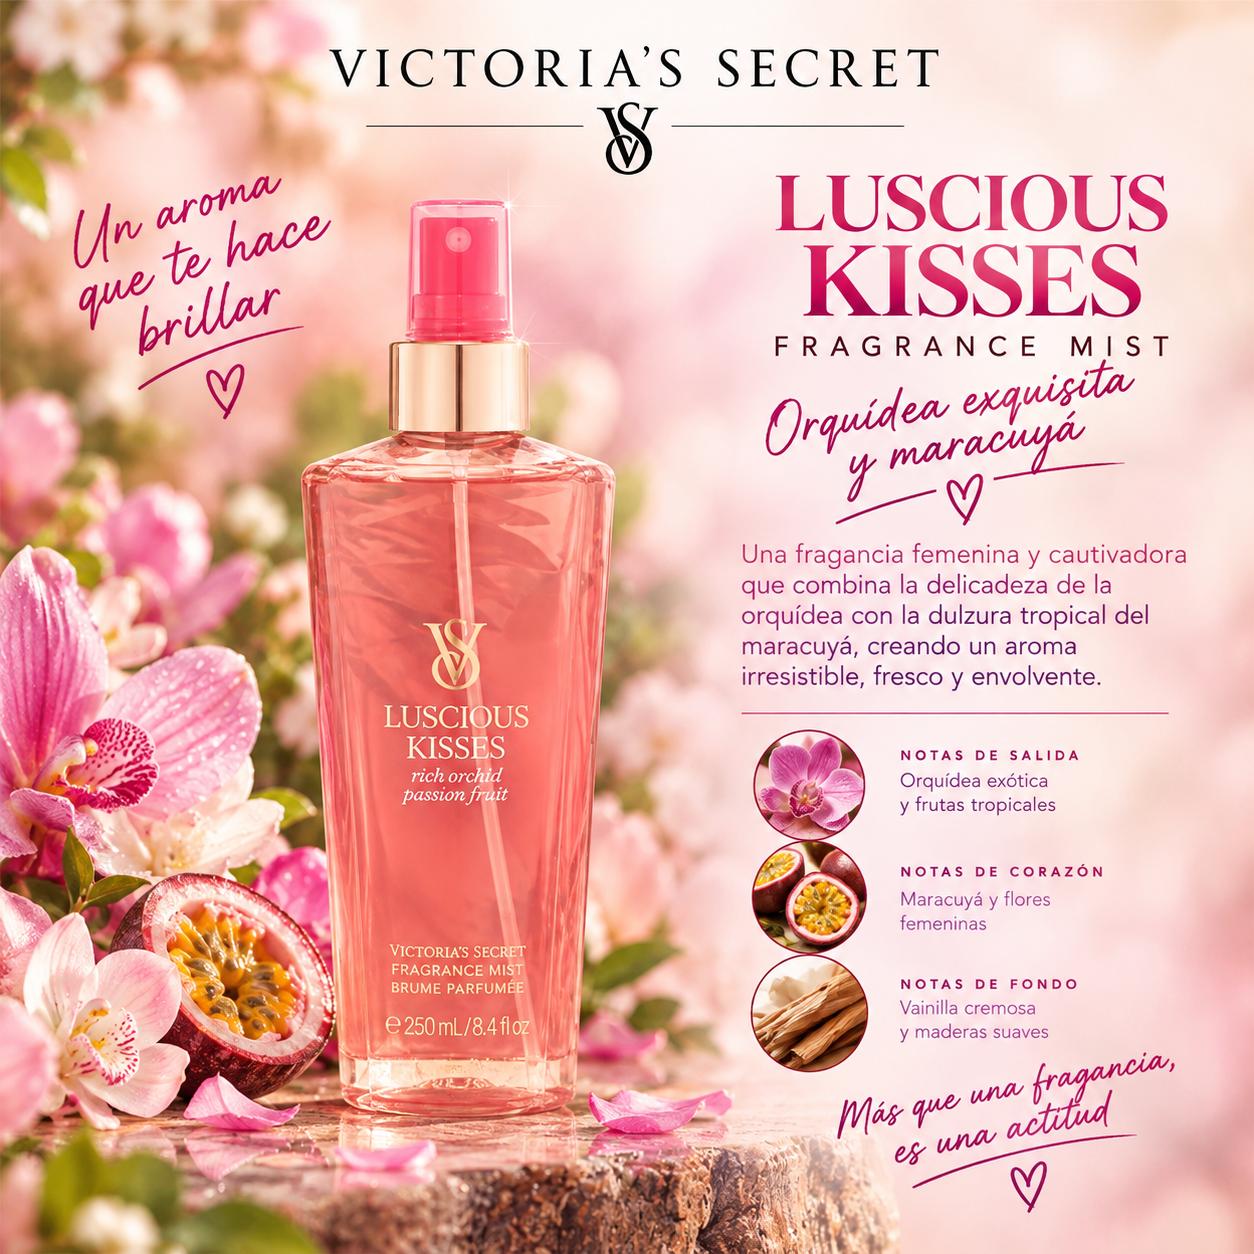 VICTORIA'S SECRET
VS
Un aroma
que te hace
brillar
LUSCIOUS
KISSES
FRAGRANCE MIST
Orquídea exquisita
y maracuyá
Una fragancia femenina y cautivadora
que combina la delicadeza de la
orquídea con la dulzura tropical del
maracuyá, creando un aroma
irresistible, fresco y envolvente.
VS
LUSCIOUS
KISSES
rich orchid
passion fruit
VICTORIA'S SECRET
FRAGRANCE MIST
BRUME PARFUMÉE
℮ 250 mL/8.4 fl oz
NOTAS DE SALIDA
Orquídea exótica
y frutas tropicales
NOTAS DE CORAZÓN
Maracuyá y flores
femeninas
NOTAS DE FONDO
Vainilla cremosa
y maderas suaves
Más que una fragancia,
es una actitud